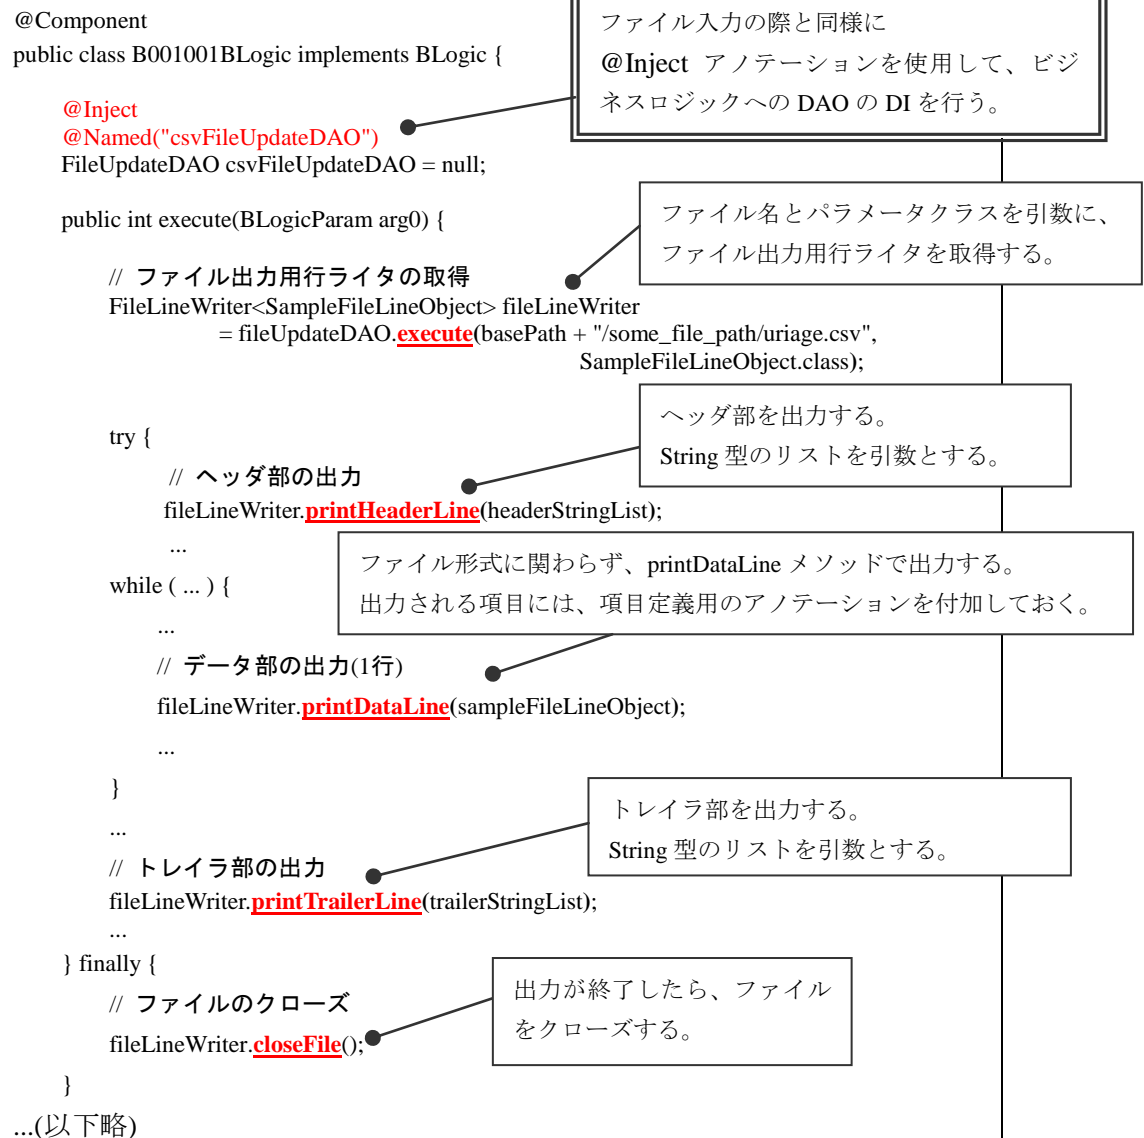 @Component
ファイル入力の際と同様に
public class B001001BLogic implements BLogic {
@Inject アノテーションを使用して、ビジ
ネスロジックへの DAO の DI を行う。
@Inject
@Named("csvFileUpdateDAO")
FileUpdateDAO csvFileUpdateDAO = null;
public int execute(BLogicParam arg0) {
ファイル名とパラメータクラスを引数に、
ファイル出力用行ライタを取得する。
// ファイル出力用行ライタの取得
FileLineWriter<SampleFileLineObject> fileLineWriter
= fileUpdateDAO.execute(basePath + "/some_file_path/uriage.csv",
SampleFileLineObject.class);
ヘッダ部を出力する。
String 型のリストを引数とする。
try {
// ヘッダ部の出力
fileLineWriter.printHeaderLine(headerStringList);
...
ファイル形式に関わらず、printDataLine メソッドで出力する。
出力される項目には、項目定義用のアノテーションを付加しておく。
while ( ... ) {
...
// データ部の出力(1行)
fileLineWriter.printDataLine(sampleFileLineObject);
...
}
トレイラ部を出力する。
String 型のリストを引数とする。
...
// トレイラ部の出力
fileLineWriter.printTrailerLine(trailerStringList);
...
} finally {
出力が終了したら、ファイル
をクローズする。
// ファイルのクローズ
fileLineWriter.closeFile();
}
...(以下略)